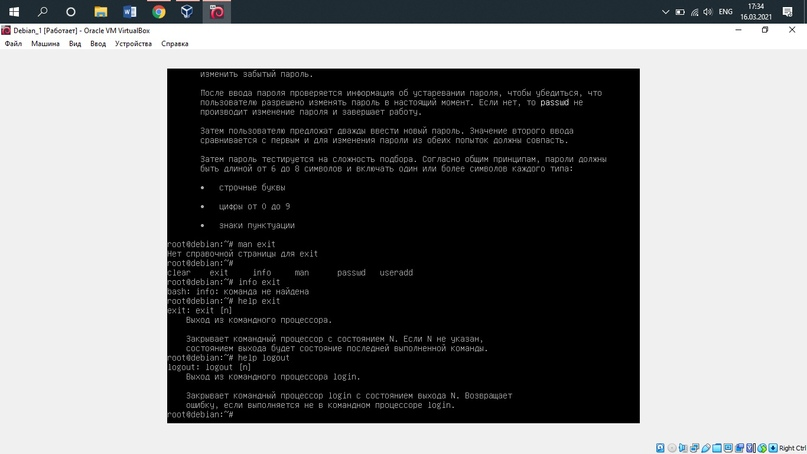 ENG
17:34
16.03.2021
Debian_1 [Работает] - Oracle VM VirtualBox
Файл Машина Вид Ввод Устройства Справка
изменить забытый пароль.
После ввода пароля проверяется информация об устаревании пароля, чтобы убедиться, что
пользователю разрешено изменять пароль в настоящий момент. Если нет, то passwd не
производит изменение пароля и завершает работу.
Затем пользователю предложат дважды ввести новый пароль. Значение второго ввода
сравнивается с первым и для изменения пароли из обеих попыток должны совпасть.
Затем пароль тестируется на сложность подбора. Согласно общим принципам, пароли должны
быть длиной от 6 до 8 символов и включать один или более символов каждого типа:
• строчные буквы
• цифры от 0 до 9
• знаки пунктуации
root@debian:~# man exit
Нет справочной страницы для exit
root@debian:~#
clear exit info man passwd useradd
root@debian:~# info exit
bash: info: команда не найдена
root@debian:~# help exit
exit: exit [n]
Выход из командного процессора.
Закрывает командный процессор с состоянием N. Если N не указан,
состоянием выхода будет состояние последней выполненной команды.
root@debian:~# help logout
logout: logout [n]
Выход из командного процессора login.
Закрывает командный процессор login с состоянием выхода N. Возвращает
ошибку, если выполняется не в командном процессоре login.
root@debian:~#
Right Ctrl